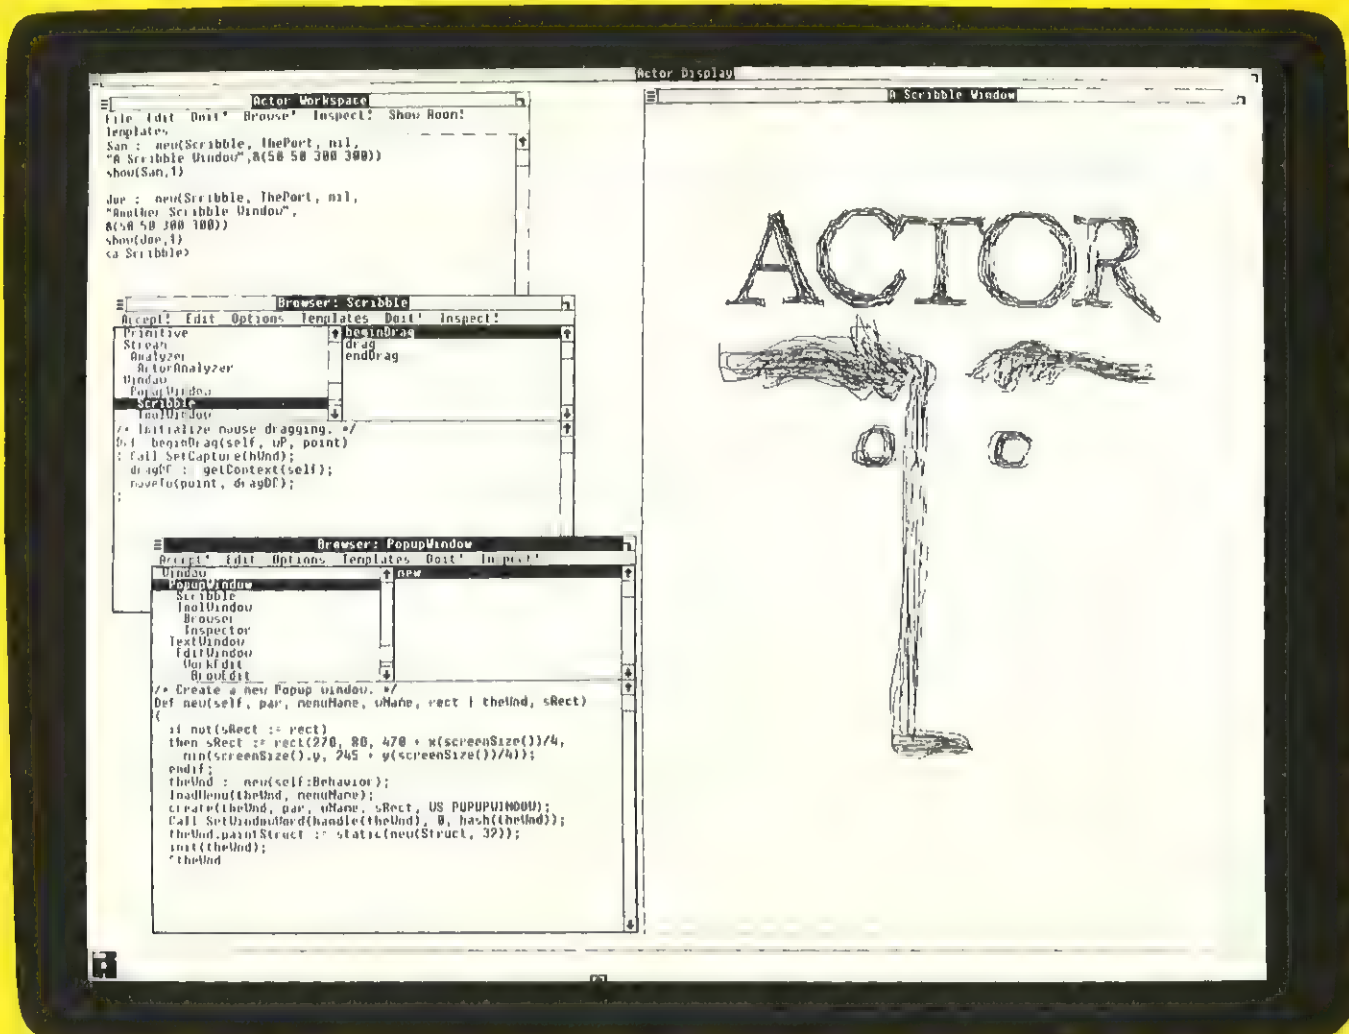 Actor Display
Actor Workspace
File Edit Doit! Browse! Inspect! Show Room!
Templates
Sam := new(Scribble, ThePort, nil,
"A Scribble Window",&(50 50 300 300))
show(Sam,1)
Joe := new(Scribble, ThePort, nil,
"Another Scribble Window",
&(50 50 300 300))
show(Joe,1)
<a Scribble>
Browser: Scribble
Accept! Edit Options Templates Doit! Inspect!
Primitive
Stream
Analyzer
ActorAnalyzer
Window
PopupWindow
Scribble
ToolWindow
beginDrag
drag
endDrag
/* Initialize mouse dragging. */
Def beginDrag(self, wP, point)
{ Call SetCapture(hWnd);
dragDC := getContext(self);
moveTo(point, dragDC);
Browser: PopupWindow
Accept! Edit Options Templates Doit! Inspect!
Window
PopupWindow
Scribble
ToolWindow
Browser
Inspector
TextWindow
EditWindow
WorkEdit
BrowEdit
new
/* Create a new Popup window. */
Def new(self, par, menuName, wName, rect | theWnd, sRect)
{
if not(sRect := rect)
then sRect := rect(270, 80, 470 + x(screenSize())/4,
min(screenSize().y, 245 + y(screenSize())/4));
endif;
theWnd := new(self:Behavior);
loadMenu(theWnd, menuName);
create(theWnd, par, wName, sRect, WS_POPUPWINDOW);
Call SetWindowWord(handle(theWnd), 0, hash(theWnd));
theWnd.paintStruct := static(new(Struct, 32));
init(theWnd);
^theWnd
A Scribble Window
ACTOR